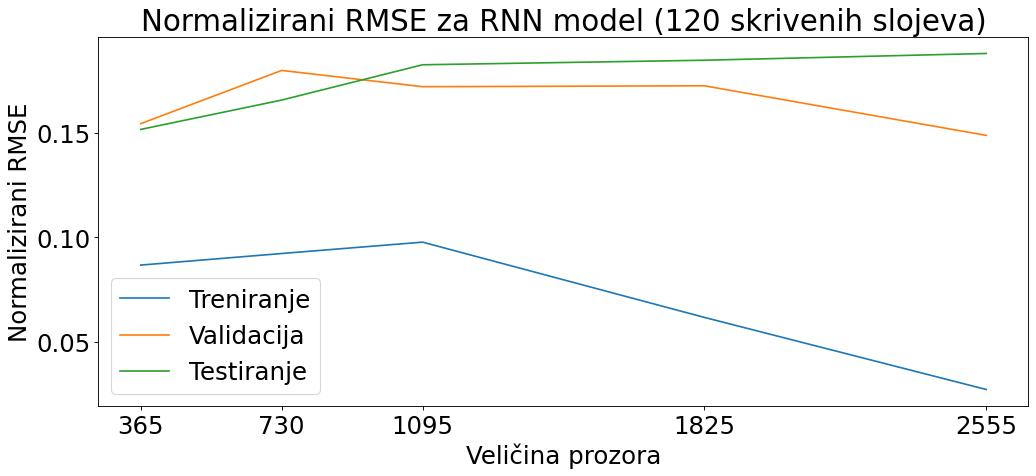 Normalizirani RMSE za RNN model (120 skrivenih slojeva)
Normalizirani RMSE
0.15
0.10
0.05
Treniranje
Validacija
Testiranje
365 730 1095 1825 2555
Veličina prozora